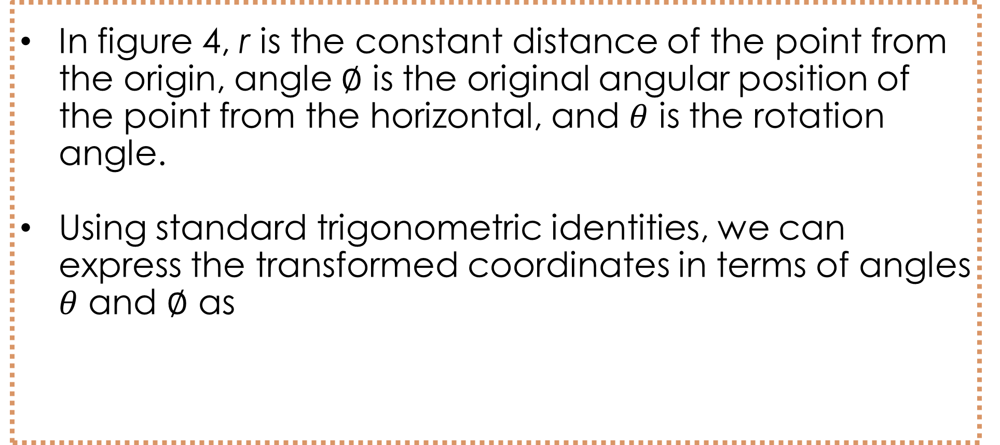 • In figure 4, r is the constant distance of the point from
the origin, angle ∅ is the original angular position of
the point from the horizontal, and θ is the rotation
angle.
• Using standard trigonometric identities, we can
express the transformed coordinates in terms of angles
θ and ∅ as